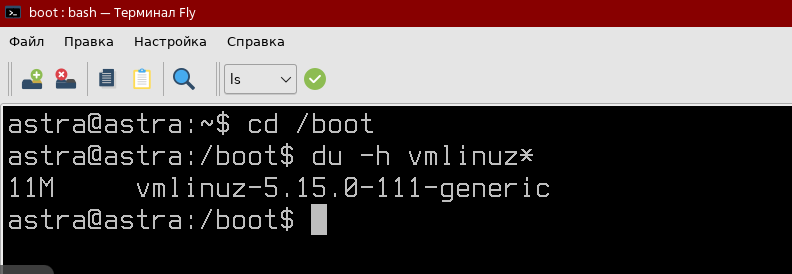 boot : bash — Терминал Fly
Файл Правка Настройка Справка
ls
astra@astra:~$ cd /boot
astra@astra:/boot$ du -h vmlinuz*
11M vmlinuz-5.15.0-111-generic
astra@astra:/boot$